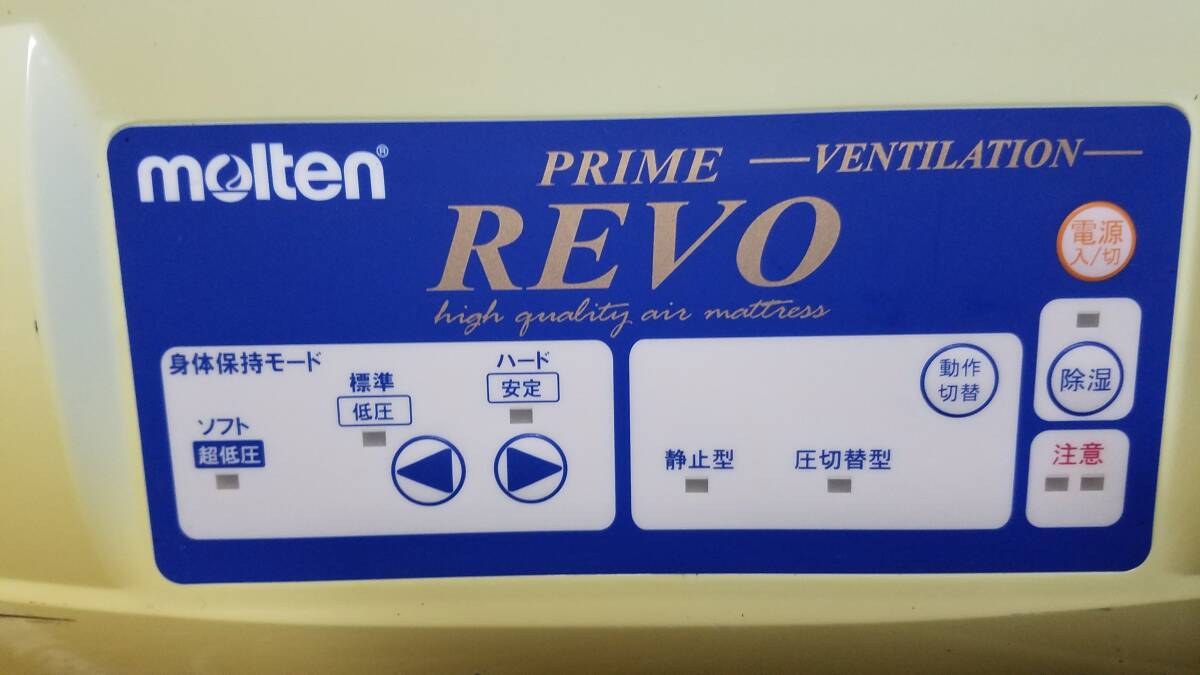 molten®
PRIME —VENTILATION—
REVO
high quality air mattress
電源
入/切
身体保持モード
ソフト
超低圧
標準
低圧
ハード
安定
動作
切替
静止型
圧切替型
除湿
注意